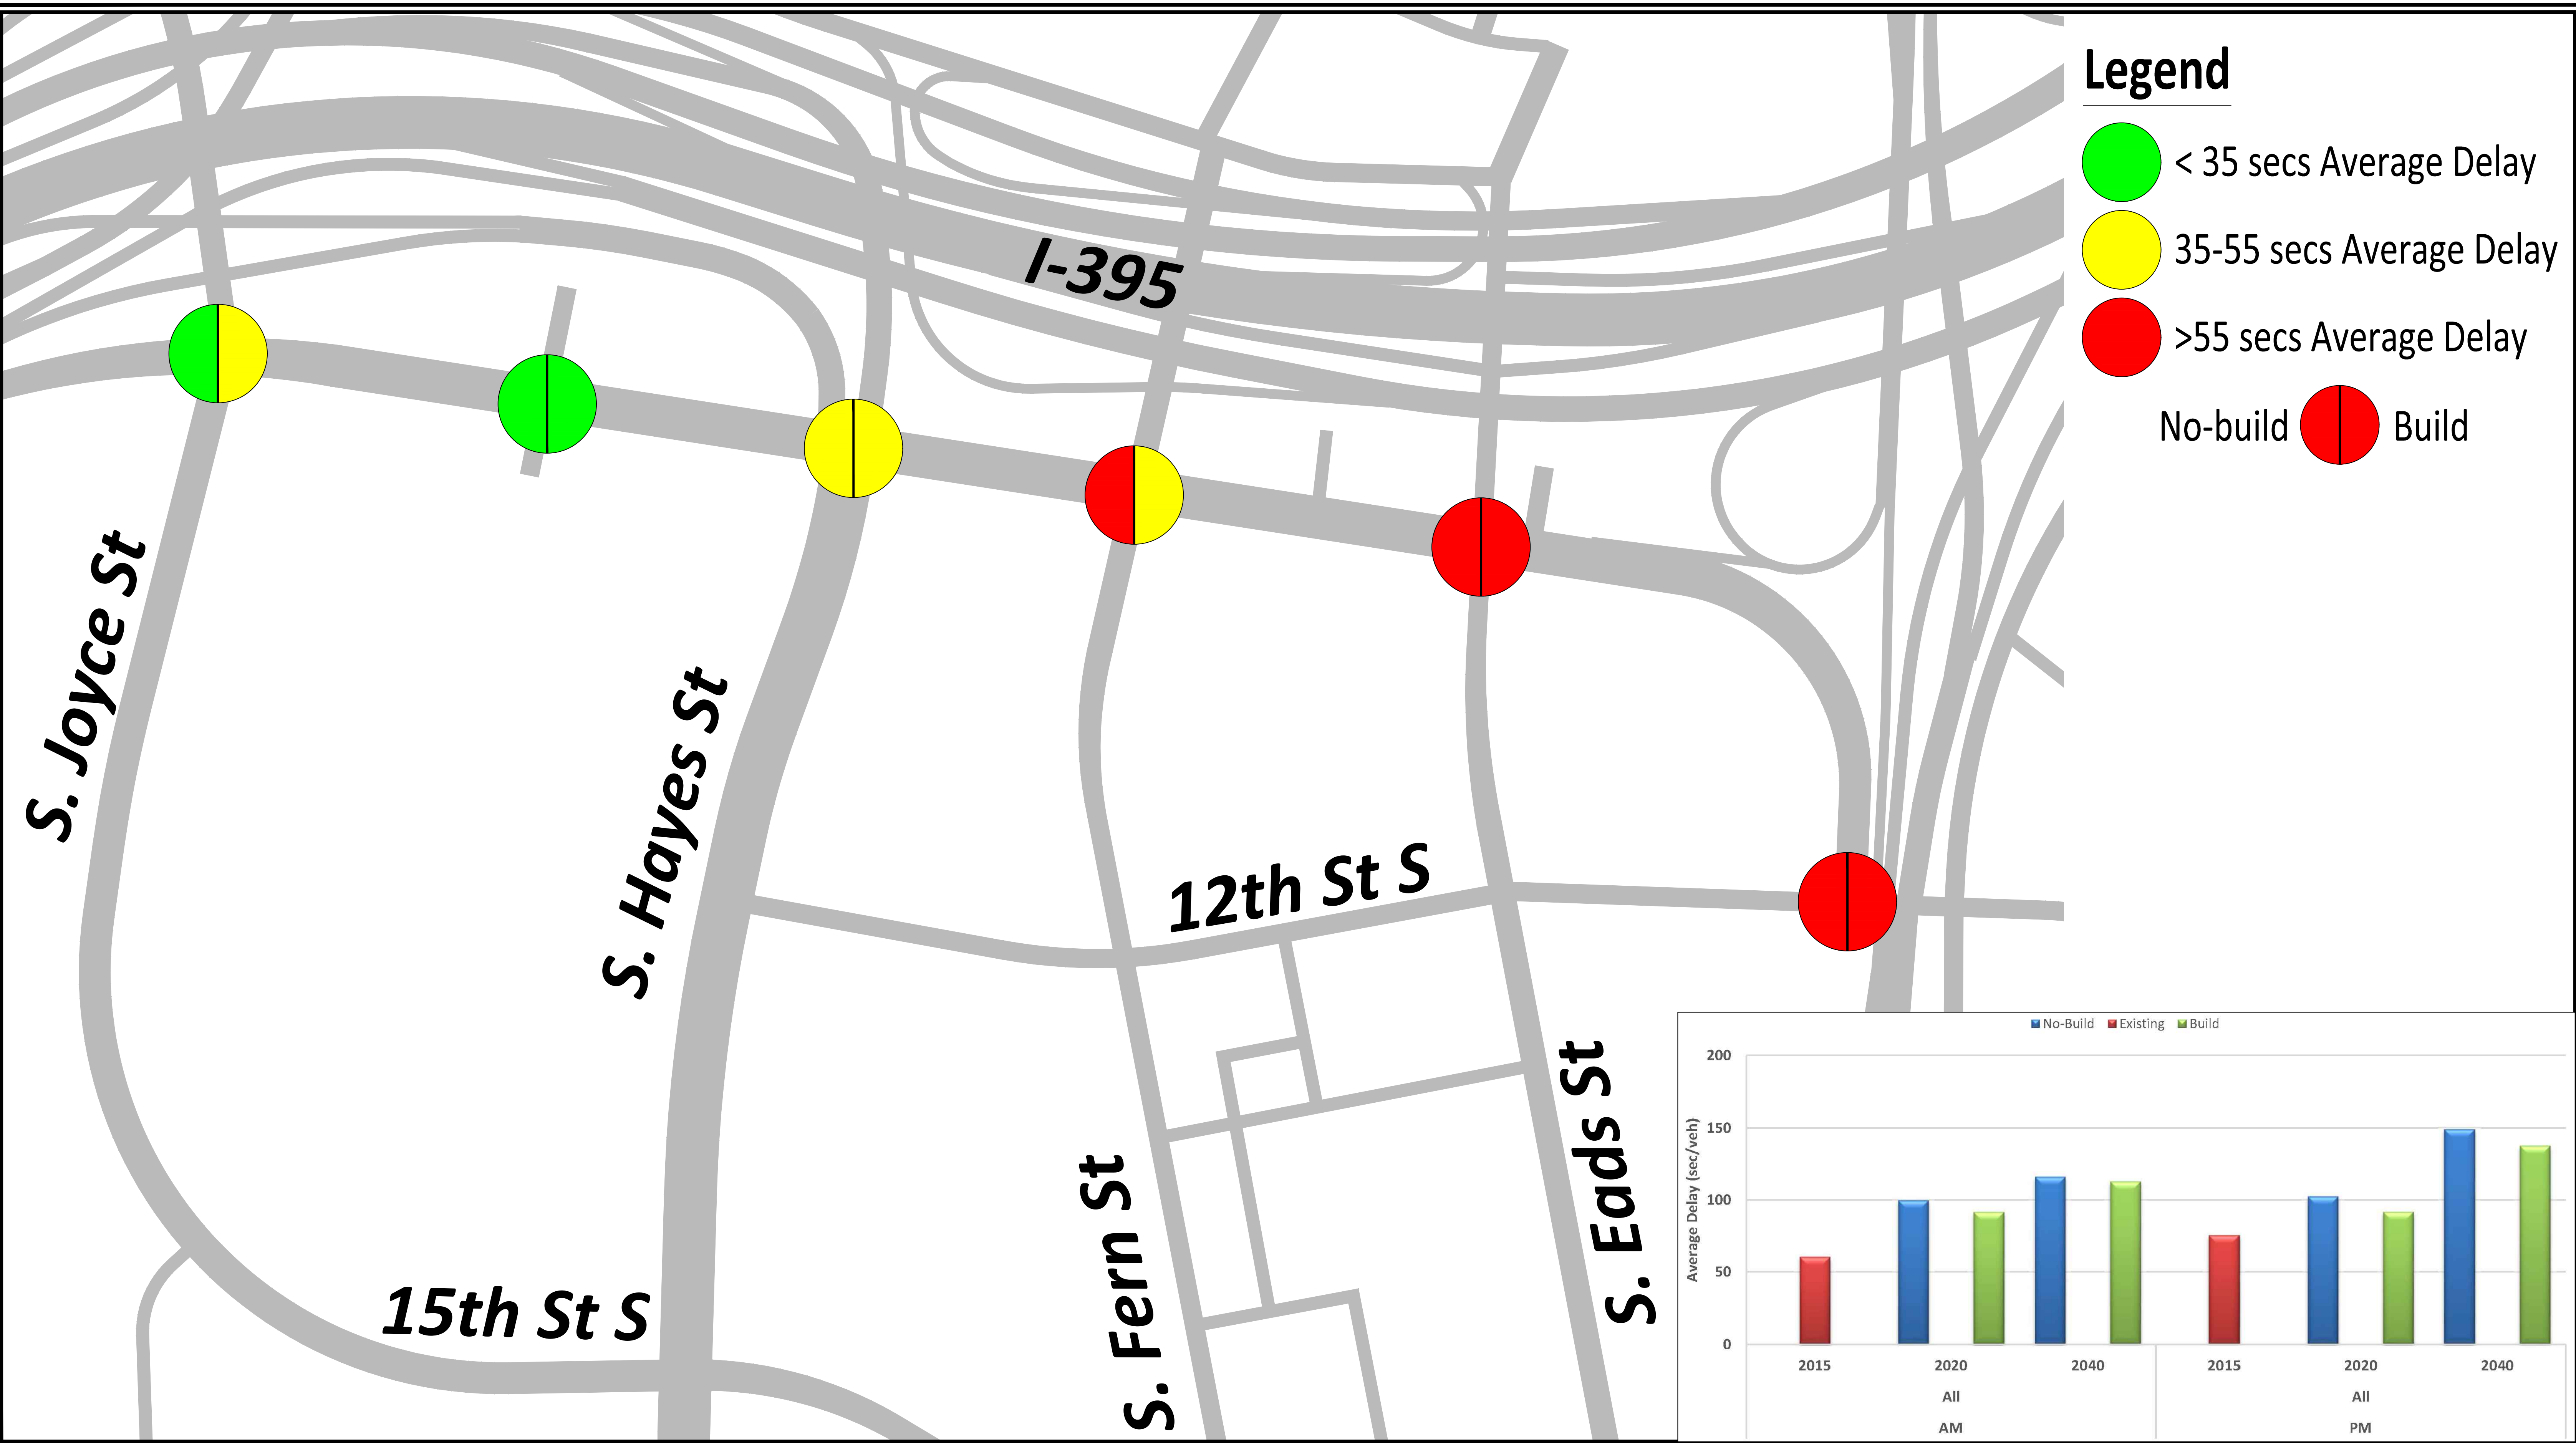 Legend
< 35 secs Average Delay
35-55 secs Average Delay
>55 secs Average Delay
No-build Build
I-395
S. Joyce St
S. Hayes St
12th St S
S. Fern St
S. Eads St
15th St S
No-Build Existing Build
Average Delay (sec/veh)
200
150
100
50
0
2015 2020 2040 2015 2020 2040
All All
AM PM